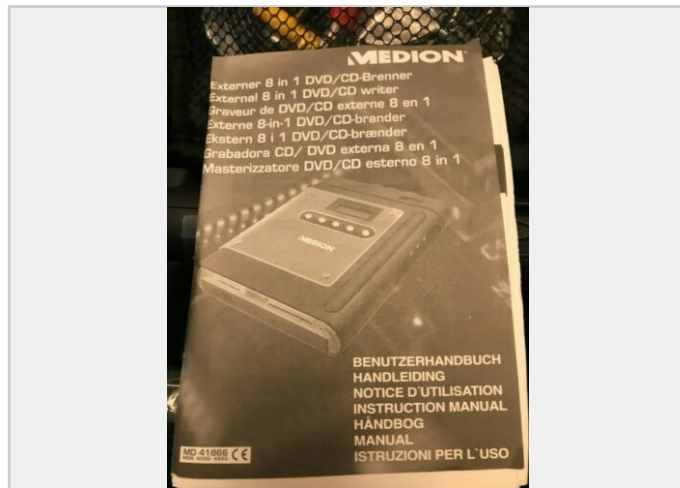 MEDION
Externer 8 in 1 DVD/CD-Brenner
External 8 in 1 DVD/CD writer
Graveur de DVD/CD externe 8 en 1
Externe 8-in-1 DVD/CD-brander
Ekstern 8 i 1 DVD/CD-brænder
Grabadora CD/ DVD externa 8 en 1
Masterizzatore DVD/CD esterno 8 in 1
MEDION
BENUTZERHANDBUCH
HANDLEIDING
NOTICE D´UTILISATION
INSTRUCTION MANUAL
HÅNDBOG
MANUAL
ISTRUZIONI PER L`USO
MD 41866 CE